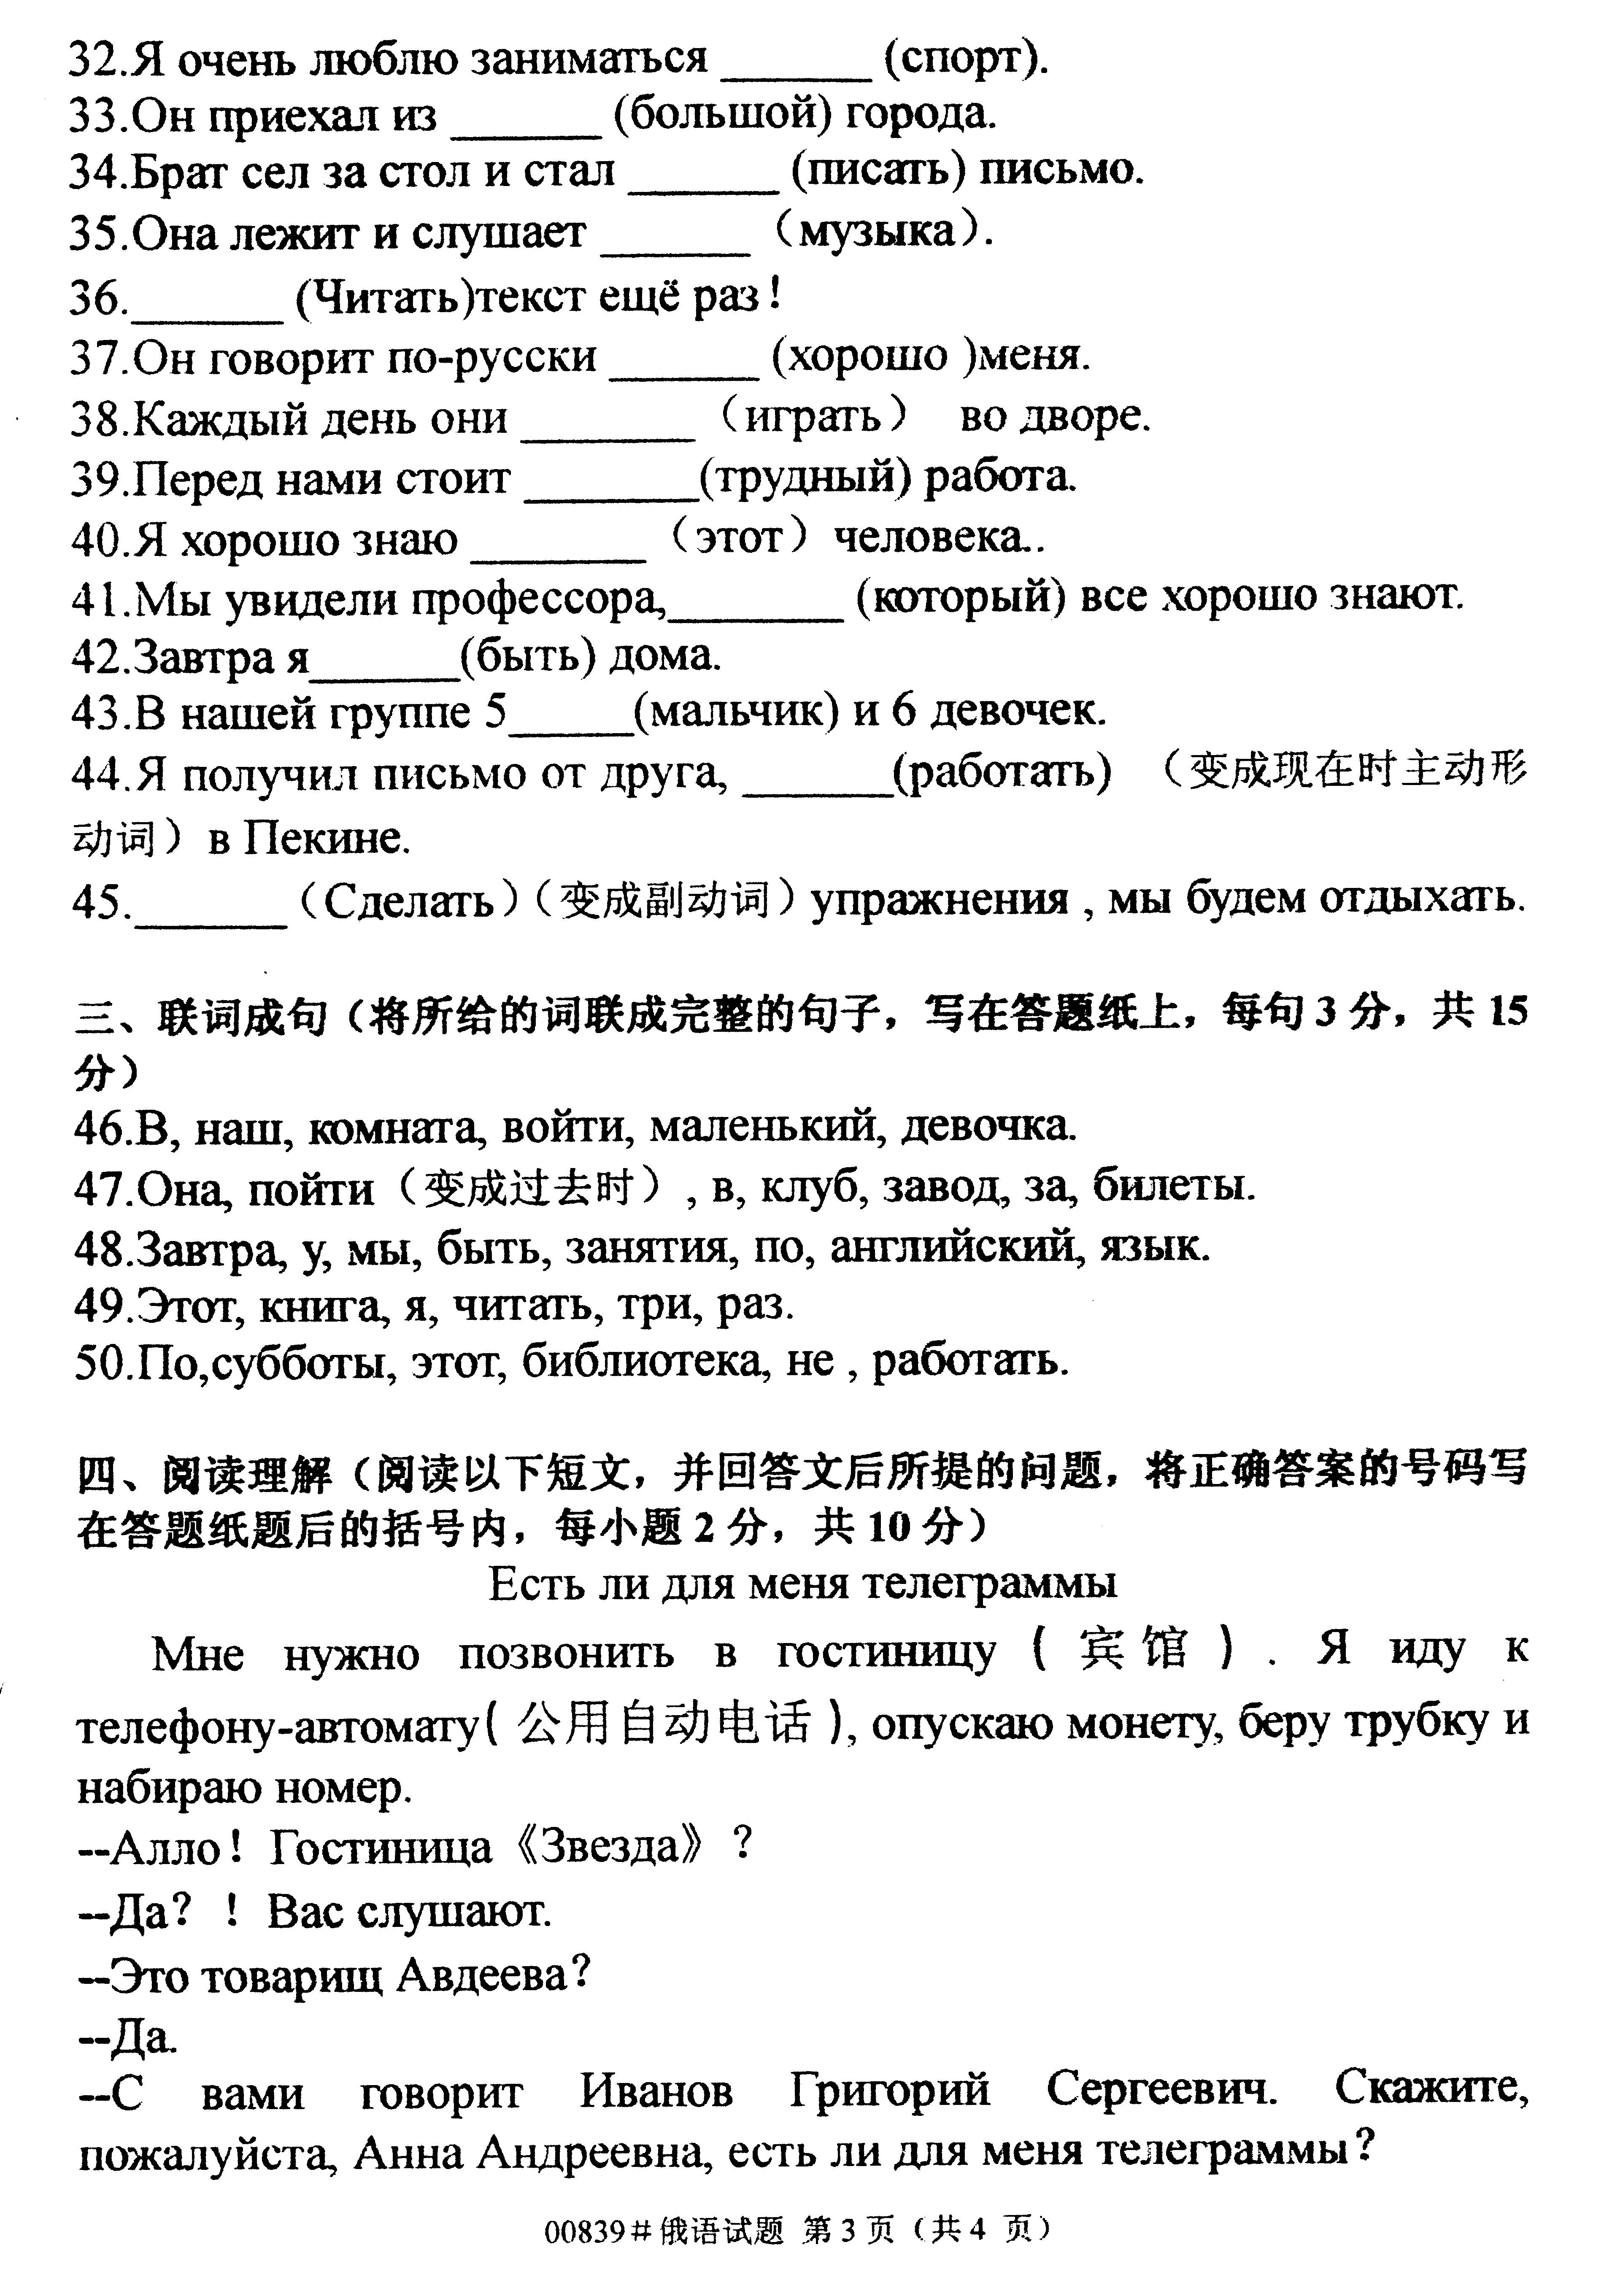 32.Я очень люблю заниматься ______ (спорт).
33.Он приехал из ______ (большой) города.
34.Брат сел за стол и стал ______ (писать) письмо.
35.Она лежит и слушает ______ （музыка）.
36.______ (Читать)текст ещё раз !
37.Он говорит по-русски ______ (хорошо )меня.
38.Каждый день они _______ （играть） во дворе.
39.Перед нами стоит _______(трудный) работа.
40.Я хорошо знаю _______ （этот）человека..
41.Мы увидели профессора,_______ (который) все хорошо знают.
42.Завтра я______(быть) дома.
43.В нашей группе 5_____(мальчик) и 6 девочек.
44.Я получил письмо от друга, ______(работать) （变成现在时主动形
动词）в Пекине.
45.______（Сделать）（变成副动词）упражнения , мы будем отдыхать.
三、联词成句（将所给的词联成完整的句子，写在答题纸上，每句 3 分，共 15
分）
46.В, наш, комната, войти, маленький, девочка.
47.Она, пойти（变成过去时）, в, клуб, завод, за, билеты.
48.Завтра, у, мы, быть, занятия, по, английский, язык.
49.Этот, книга, я, читать, три, раз.
50.По,субботы, этот, библиотека, не , работать.
四、阅读理解（阅读以下短文，并回答文后所提的问题，将正确答案的号码写
在答题纸题后的括号内，每小题 2 分，共 10 分）
Есть ли для меня телеграммы
Мне нужно позвонить в гостиницу ( 宾馆 ) . Я иду к
телефону-автомату( 公用自动电话 ), опускаю монету, беру трубку и
набираю номер.
--Алло！Гостиница《Звезда》？
--Да？！Вас слушают.
--Это товарищ Авдеева？
--Да.
--С вами говорит Иванов Григорий Сергеевич. Скажите,
пожалуйста, Анна Андреевна, есть ли для меня телеграммы？
00839＃俄语试题 第 3 页（共 4 页）